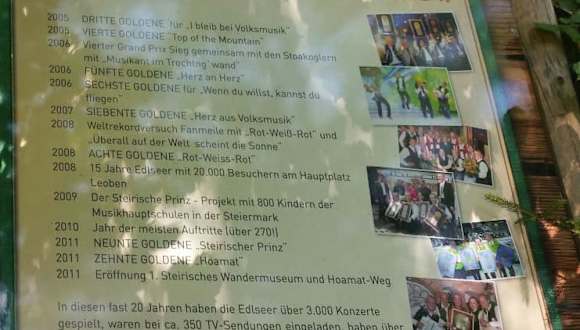 2005 DRITTE GOLDENE für „I bleib bei Volksmusik"
2005 VIERTE GOLDENE „Top of the Mountain"
2006 Vierter Grand Prix Sieg gemeinsam mit den Stoakoglern
mit „Musikant im Trochtng'wand"
2006 FÜNFTE GOLDENE „Herz an Herz"
2006 SECHSTE GOLDENE für „Wenn du willst, kannst du
fliegen"
2007 SIEBENTE GOLDENE „Herz aus Volksmusik"
2008 Weltrekordversuch Fanmeile mit „Rot-Weiß-Rot" und
„Überall auf der Welt scheint die Sonne"
2008 ACHTE GOLDENE „Rot-Weiss-Rot"
2008 15 Jahre Edlseer mit 20.000 Besuchern am Hauptplatz
Leoben
2009 Der Steirische Prinz - Projekt mit 800 Kindern der
Musikhauptschulen in der Steiermark
2010 Jahr der meisten Auftritte (über 270!)
2011 NEUNTE GOLDENE „Steirischer Prinz"
2011 ZEHNTE GOLDENE „Hoamat"
2011 Eröffnung 1. Steirisches Wandermuseum und Hoamat-Weg
In diesen fast 20 Jahren haben die Edlseer über 3.000 Konzerte
gespielt, waren bei ca. 350 TV-Sendungen eingeladen, haben über